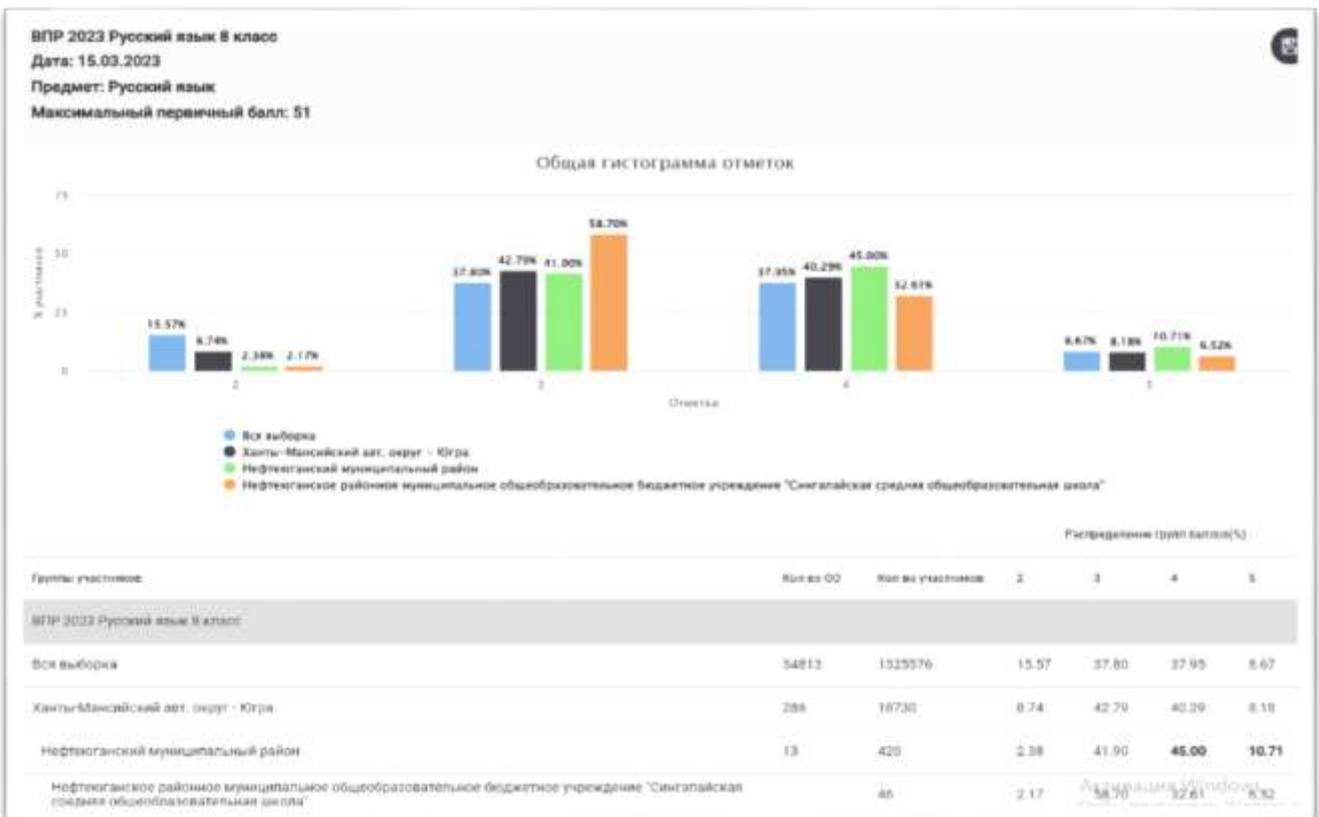 ВПР 2023 Русский язык 8 класс
Дата: 15.03.2023
Предмет: Русский язык
Максимальный первичный балл: 51
Общая гистограмма отметок
75
58.70%
50
% участников
37.80% 42.79% 41.90% 37.95% 40.29% 45.00% 32.61%
25
15.57% 8.74% 2.38% 2.17% 8.67% 8.18% 10.71% 6.52%
0
2 3 4 5
Отметка
Вся выборка
Ханты-Мансийский авт. округ - Югра
Нефтеюганский муниципальный район
Нефтеюганское районное муниципальное общеобразовательное бюджетное учреждение "Сингапайская средняя общеобразовательная школа"
Распределение групп баллов(%)
Группы участников Кол-во ОО Кол-во участников 2 3 4 5
ВПР 2023 Русский язык 8 класс
Вся выборка 34813 1325576 15.57 37.80 37.95 8.67
Ханты-Мансийский авт. округ - Югра 286 18730 8.74 42.79 40.29 8.18
Нефтеюганский муниципальный район 13 420 2.38 41.90 45.00 10.71
Нефтеюганское районное муниципальное общеобразовательное бюджетное учреждение "Сингапайская
средняя общеобразовательная школа" 46 2.17 58.70 32.61 6.52
Активация Windows